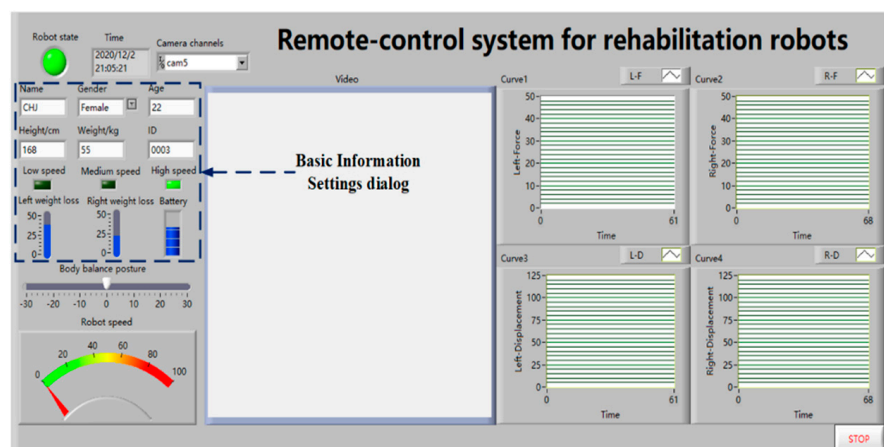 Remote-control system for rehabilitation robots
Robot state
Time
2020/12/2
21:05:21
Camera channels
cam5
Name
Gender
Age
CHJ
Female
22
Height/cm
Weight/kg
ID
168
55
0003
Low speed
Medium speed
High speed
Left weight loss
Right weight loss
Battery
50
25
0
50
25
0
Body balance posture
-30 -20 -10 0 10 20 30
Robot speed
0 20 40 60 80 100
Video
Basic Information
Settings dialog
Curve1
L-F
50
40
30
20
10
0
Left-Force
0 61
Time
Curve2
R-F
50
40
30
20
10
0
Right-Force
0 68
Time
Curve3
L-D
125
100
75
50
25
0
Left-Displacement
0 61
Time
Curve4
R-D
125
100
75
50
25
0
Right-Displacement
0 68
Time
STOP